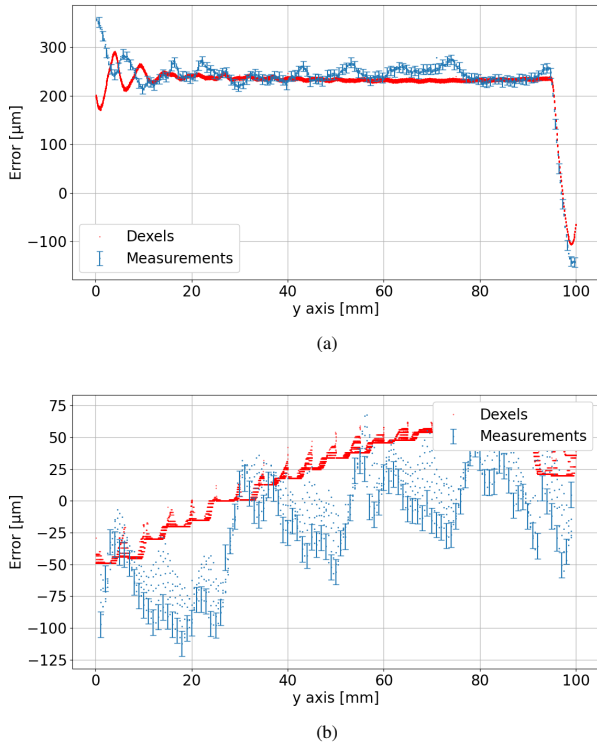 300
200
100
0
−100
Error [μm]
Dexels
Measurements
0
20
40
60
80
100
y axis [mm]
(a)
75
50
25
0
−25
−50
−75
−100
−125
Error [μm]
Dexels
Measurements
0
20
40
60
80
100
y axis [mm]
(b)